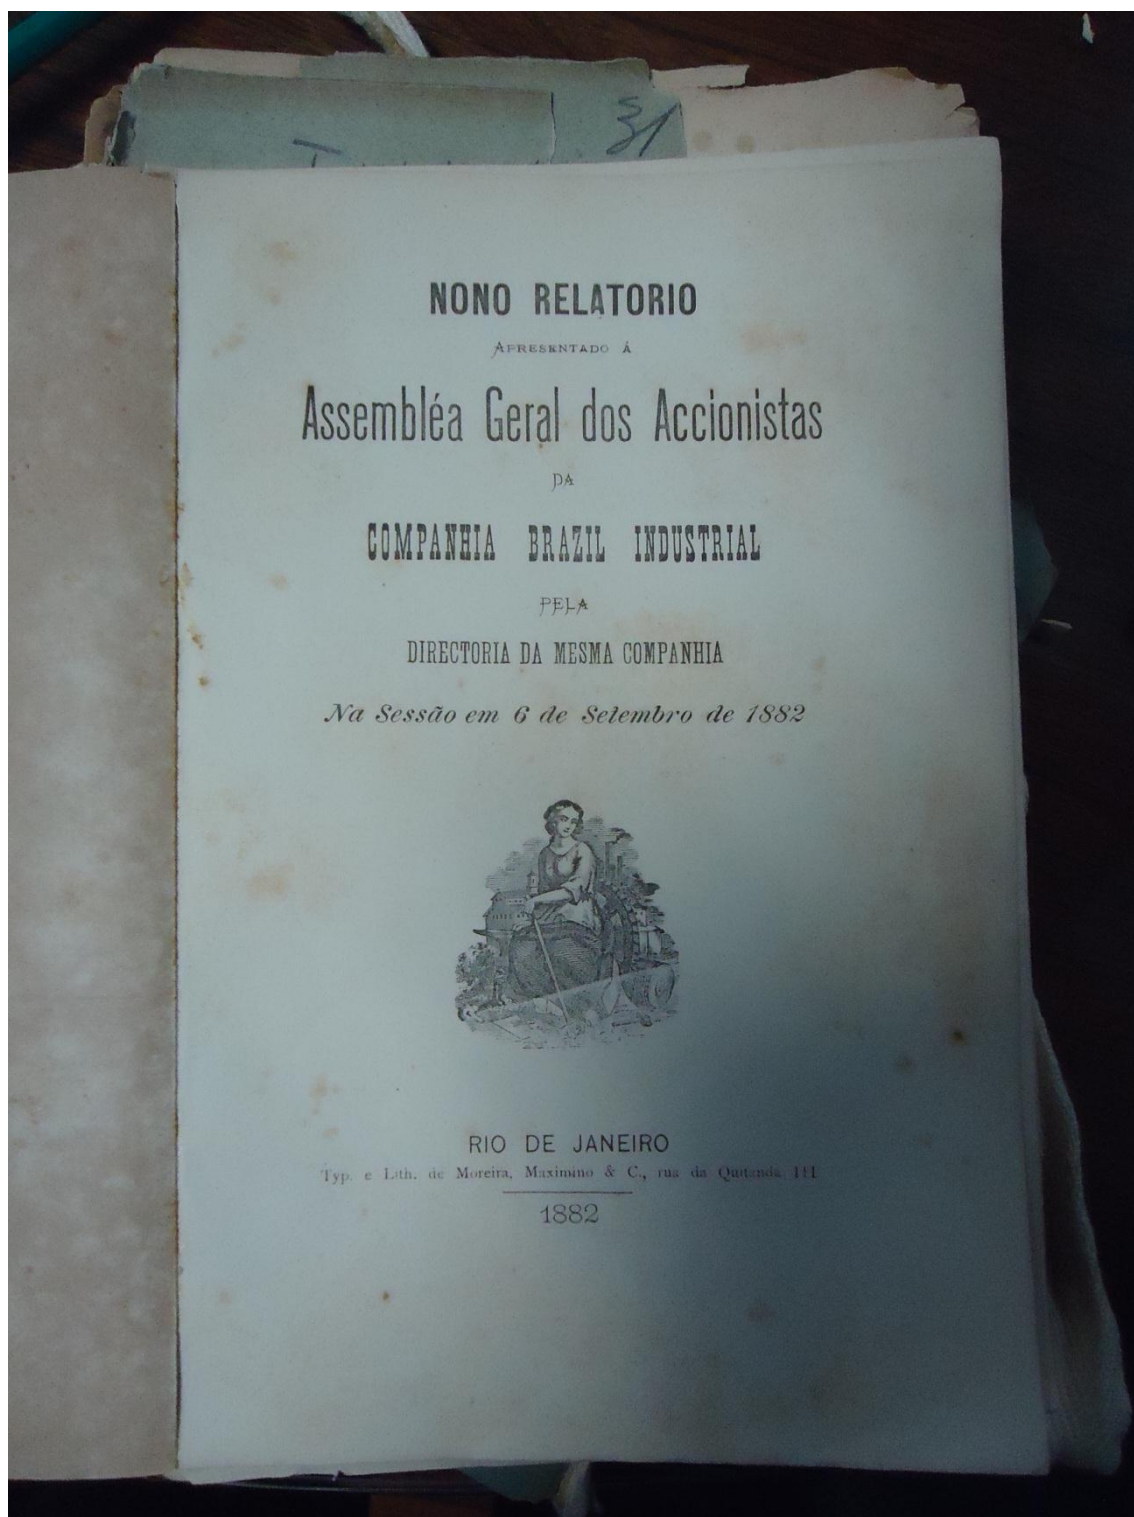 31
NONO RELATORIO
APRESENTADO Á
Assembléa Geral dos Accionistas
DA
COMPANHIA BRAZIL INDUSTRIAL
PELA
DIRECTORIA DA MESMA COMPANHIA
Na Sessão em 6 de Setembro de 1882
RIO DE JANEIRO
Typ. e Lith. de Moreira, Maximino & C., rua da Quitanda 111
1882